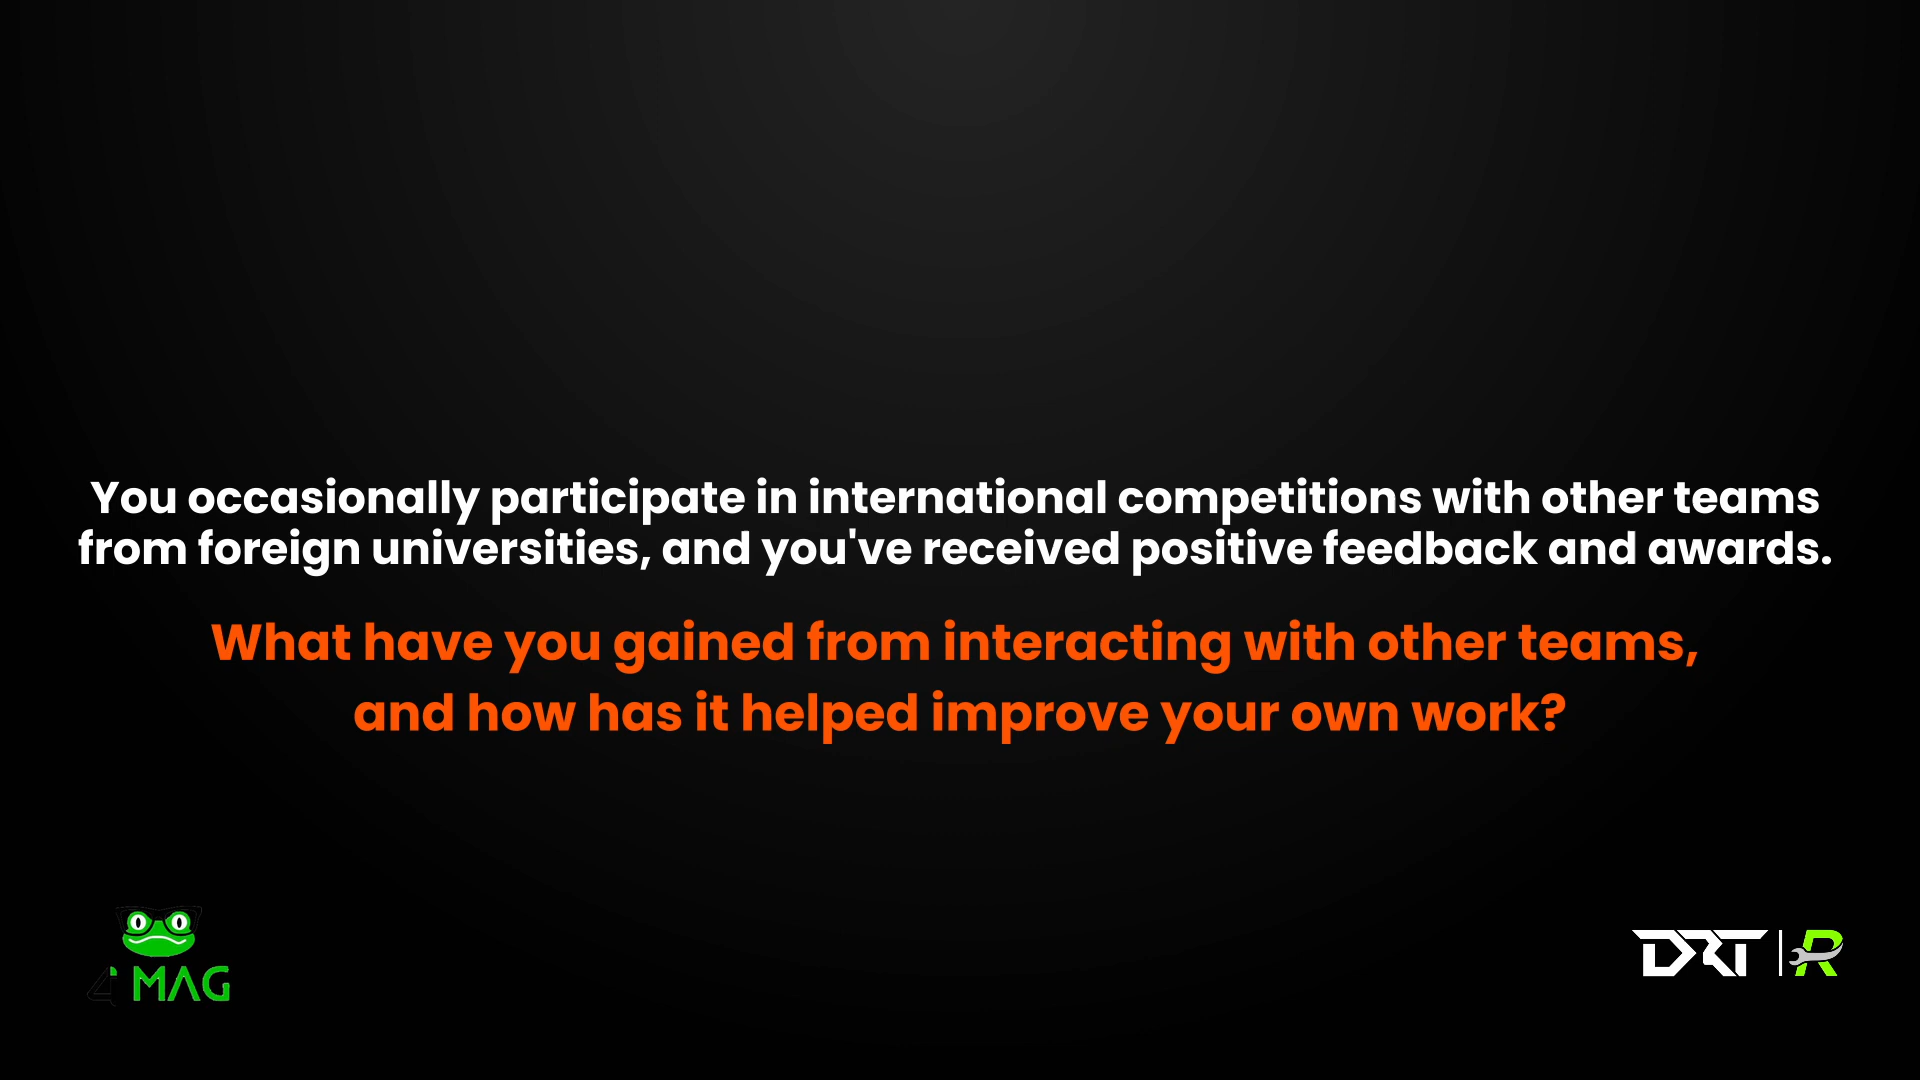 You occasionally participate in international competitions with other teams
from foreign universities, and you've received positive feedback and awards.
What have you gained from interacting with other teams,
and how has it helped improve your own work?
4 MAG
DRT R